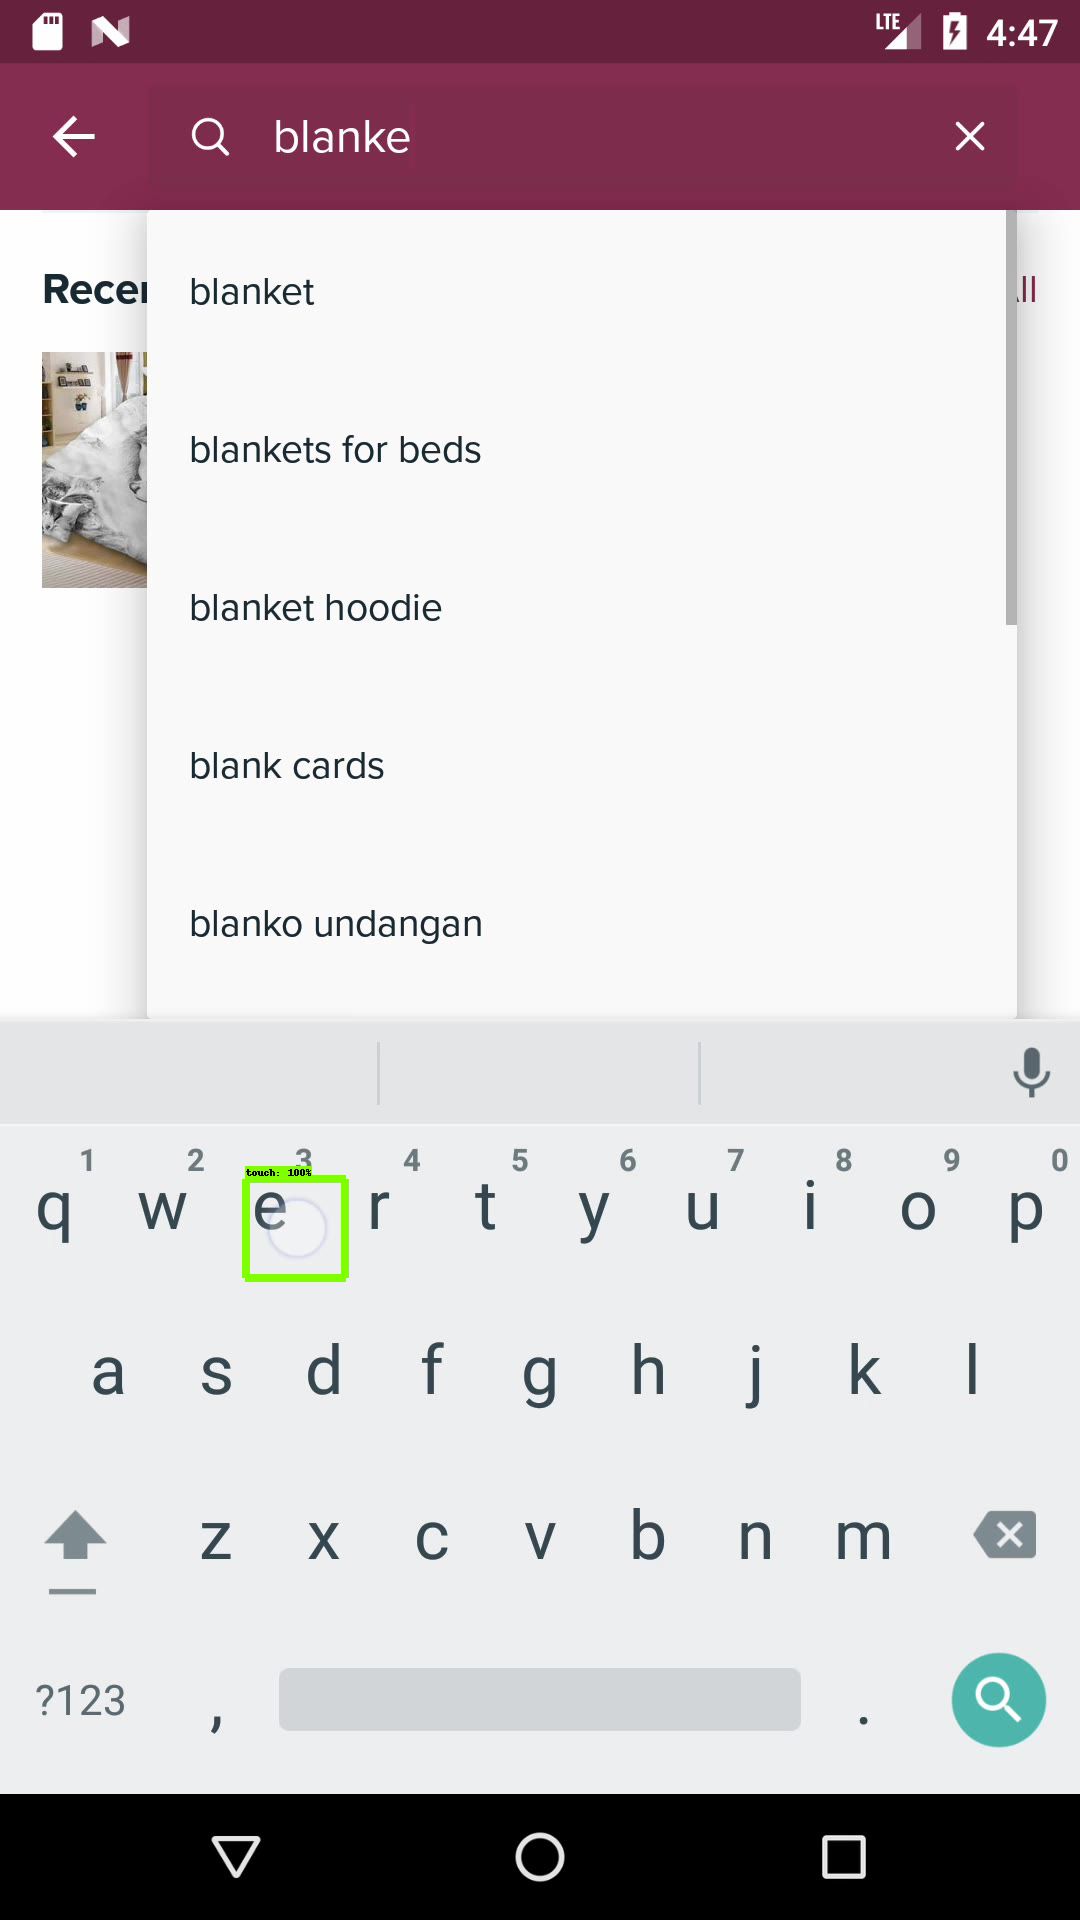 LTE 4:47
blanke
Recen
ll
blanket
blankets for beds
blanket hoodie
blank cards
blanko undangan
1 2 3 4 5 6 7 8 9 0
touch: 100%
q w e r t y u i o p
a s d f g h j k l
z x c v b n m
?123 , .